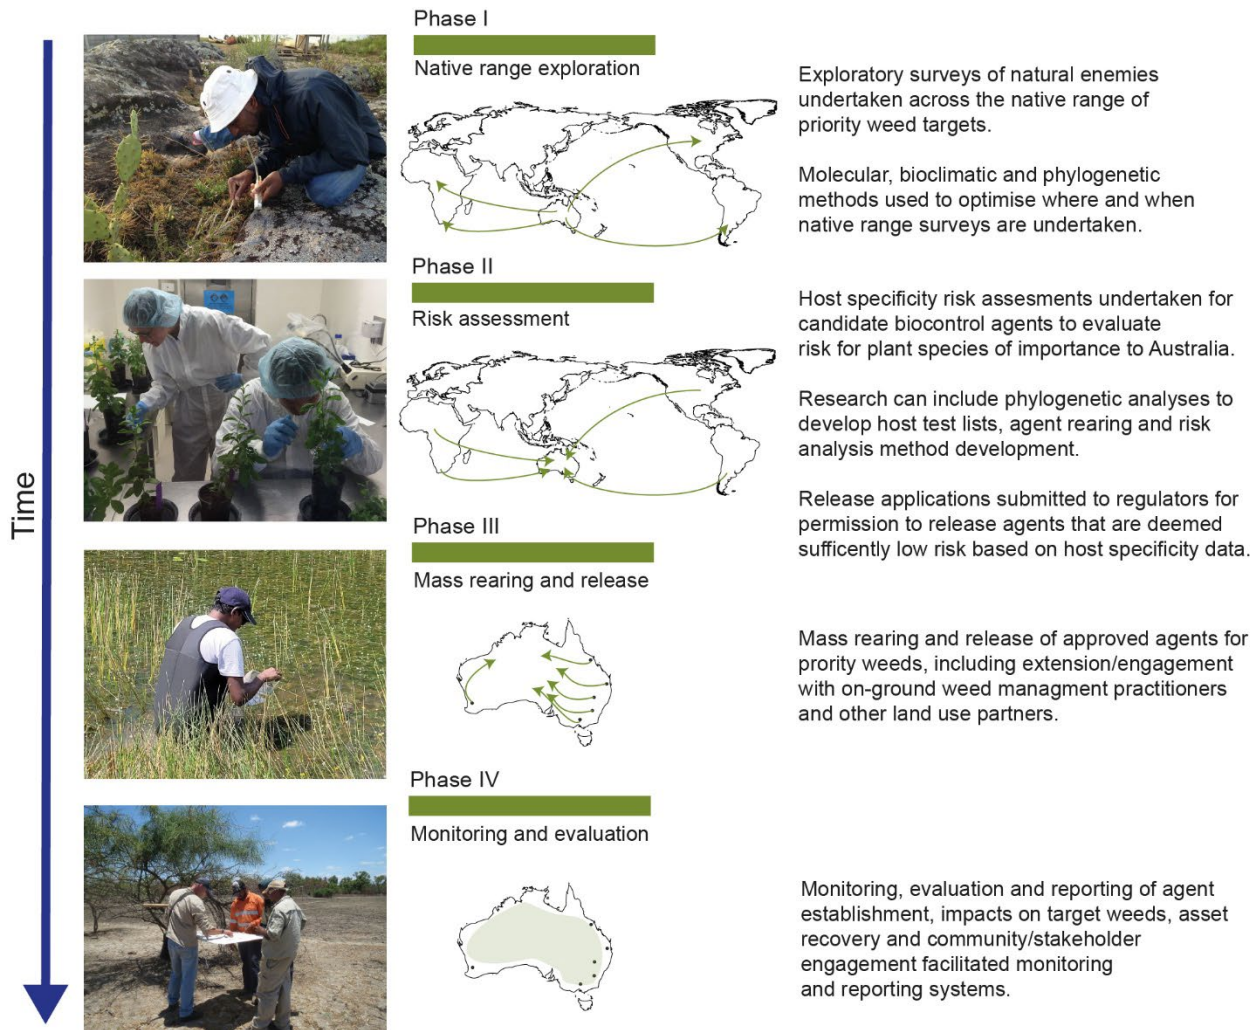 Time
Phase I
Native range exploration
Exploratory surveys of natural enemies
undertaken across the native range of
priority weed targets.
Molecular, bioclimatic and phylogenetic
methods used to optimise where and when
native range surveys are undertaken.
Phase II
Risk assessment
Host specificity risk assesments undertaken for
candidate biocontrol agents to evaluate
risk for plant species of importance to Australia.
Research can include phylogenetic analyses to
develop host test lists, agent rearing and risk
analysis method development.
Release applications submitted to regulators for
permission to release agents that are deemed
sufficently low risk based on host specificity data.
Phase III
Mass rearing and release
Mass rearing and release of approved agents for
prority weeds, including extension/engagement
with on-ground weed managment practitioners
and other land use partners.
Phase IV
Monitoring and evaluation
Monitoring, evaluation and reporting of agent
establishment, impacts on target weeds, asset
recovery and community/stakeholder
engagement facilitated monitoring
and reporting systems.